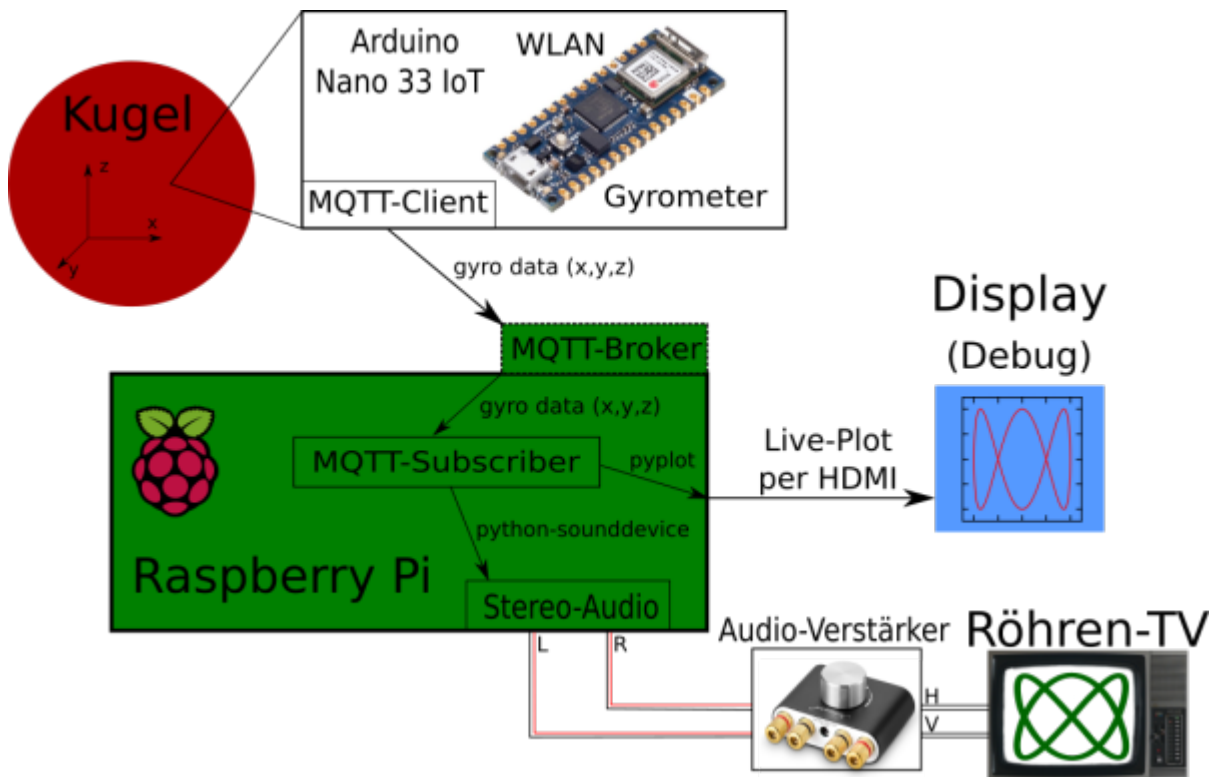 Kugel
z
x
y
Arduino
Nano 33 IoT
WLAN
MQTT-Client
Gyrometer
gyro data (x,y,z)
MQTT-Broker
gyro data (x,y,z)
MQTT-Subscriber
pyplot
python-sounddevice
Raspberry Pi
Stereo-Audio
L
R
Live-Plot
per HDMI
Display
(Debug)
Audio-Verstärker
H
V
Röhren-TV